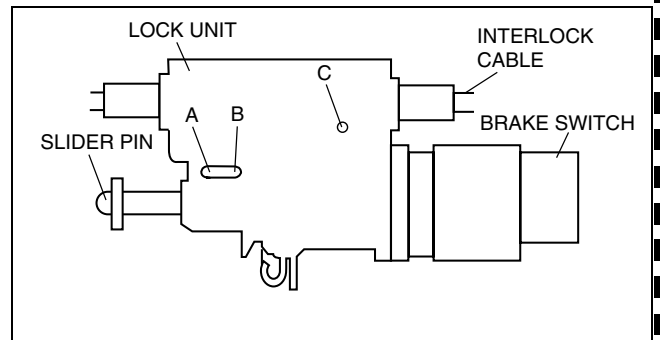 LOCK UNIT
INTERLOCK
CABLE
C
A
B
BRAKE SWITCH
SLIDER PIN